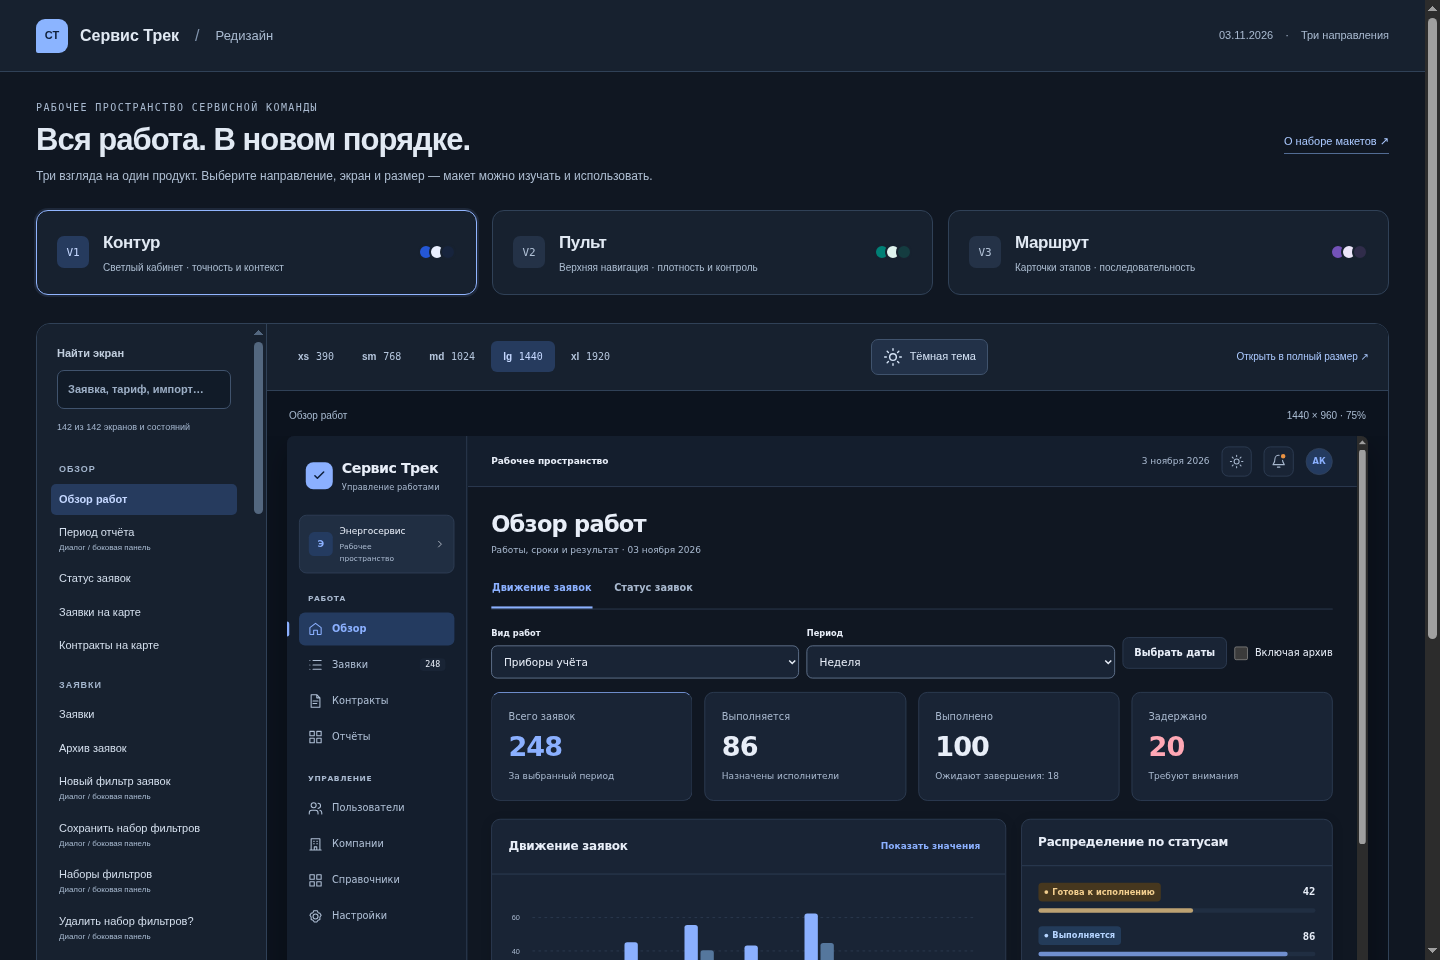 СТ Сервис Трек / Редизайн
03.11.2026 · Три направления
РАБОЧЕЕ ПРОСТРАНСТВО СЕРВИСНОЙ КОМАНДЫ
Вся работа. В новом порядке.
О наборе макетов ↗
Три взгляда на один продукт. Выберите направление, экран и размер — макет можно изучать и использовать.
V1
Контур
Светлый кабинет · точность и контекст
V2
Пульт
Верхняя навигация · плотность и контроль
V3
Маршрут
Карточки этапов · последовательность
Найти экран
Заявка, тариф, импорт…
142 из 142 экранов и состояний
ОБЗОР
Обзор работ
Период отчёта
Диалог / боковая панель
Статус заявок
Заявки на карте
Контракты на карте
ЗАЯВКИ
Заявки
Архив заявок
Новый фильтр заявок
Диалог / боковая панель
Сохранить набор фильтров
Диалог / боковая панель
Наборы фильтров
Диалог / боковая панель
Удалить набор фильтров?
Диалог / боковая панель
xs 390 sm 768 md 1024 lg 1440 xl 1920
Тёмная тема
Открыть в полный размер ↗
Обзор работ
1440 × 960 · 75%
Сервис Трек
Управление работами
Э
Энергосервис
Рабочее
пространство
РАБОТА
Обзор
Заявки 248
Контракты
Отчёты
УПРАВЛЕНИЕ
Пользователи
Компании
Справочники
Настройки
Рабочее пространство
3 ноября 2026
АК
Обзор работ
Работы, сроки и результат · 03 ноября 2026
Движение заявок Статус заявок
Вид работ
Приборы учёта
Период
Неделя
Выбрать даты
Включая архив
Всего заявок
248
За выбранный период
Выполняется
86
Назначены исполнители
Выполнено
100
Ожидают завершения: 18
Задержано
20
Требуют внимания
Движение заявок
Показать значения
60
40
Распределение по статусам
Готова к исполнению 42
Выполняется 86